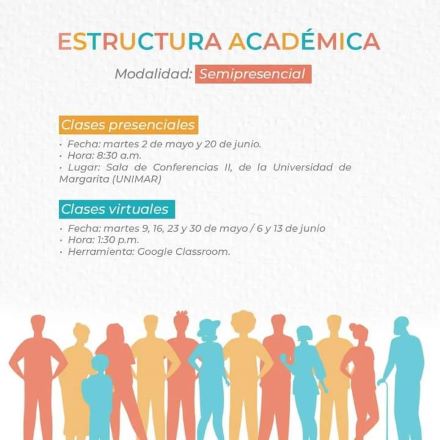 ESTRUCTURA ACADÉMICA
Modalidad: Semipresencial
Clases presenciales
• Fecha: martes 2 de mayo y 20 de junio.
• Hora: 8:30 a.m.
• Lugar: Sala de Conferencias II, de la Universidad de
Margarita (UNIMAR)
Clases virtuales
• Fecha: martes 9, 16, 23 y 30 de mayo / 6 y 13 de junio
• Hora: 1:30 p.m.
• Herramienta: Google Classroom.